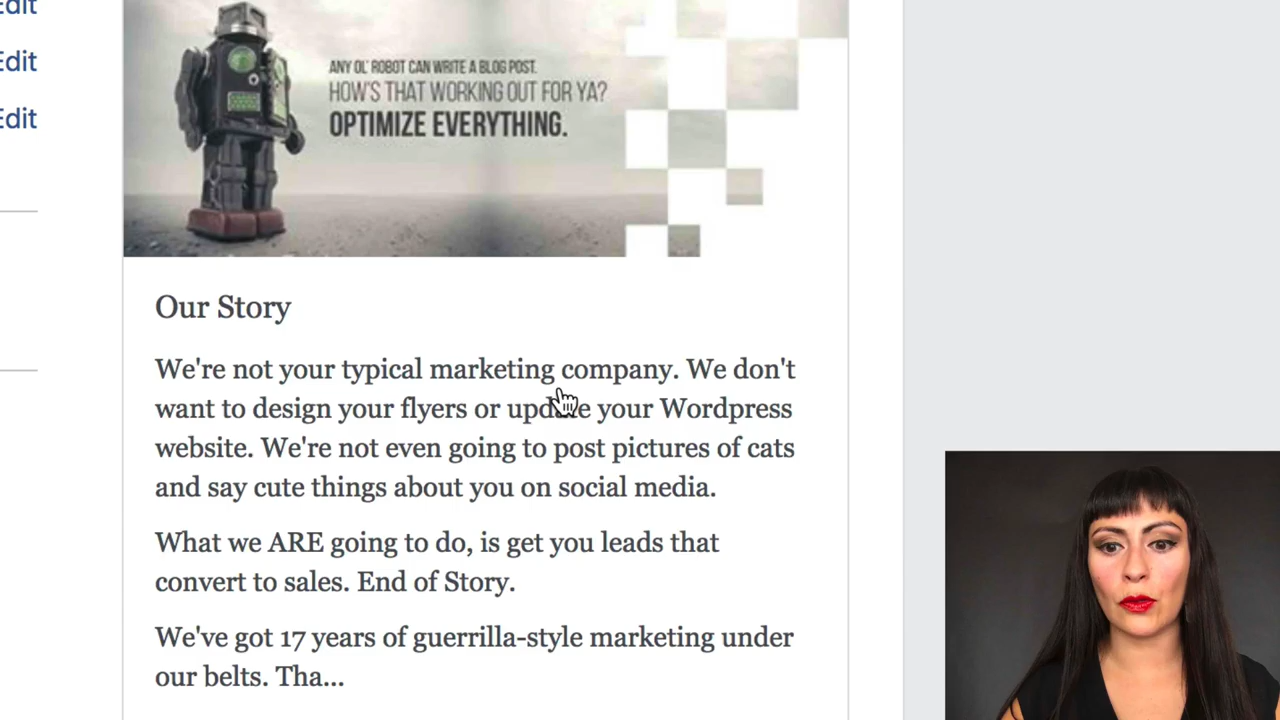 Edit
Edit
Edit
ANY OL' ROBOT CAN WRITE A BLOG POST.
HOW'S THAT WORKING OUT FOR YA?
OPTIMIZE EVERYTHING.
Our Story
We're not your typical marketing company. We don't
want to design your flyers or update your Wordpress
website. We're not even going to post pictures of cats
and say cute things about you on social media.
What we ARE going to do, is get you leads that
convert to sales. End of Story.
We've got 17 years of guerrilla-style marketing under
our belts. Tha...